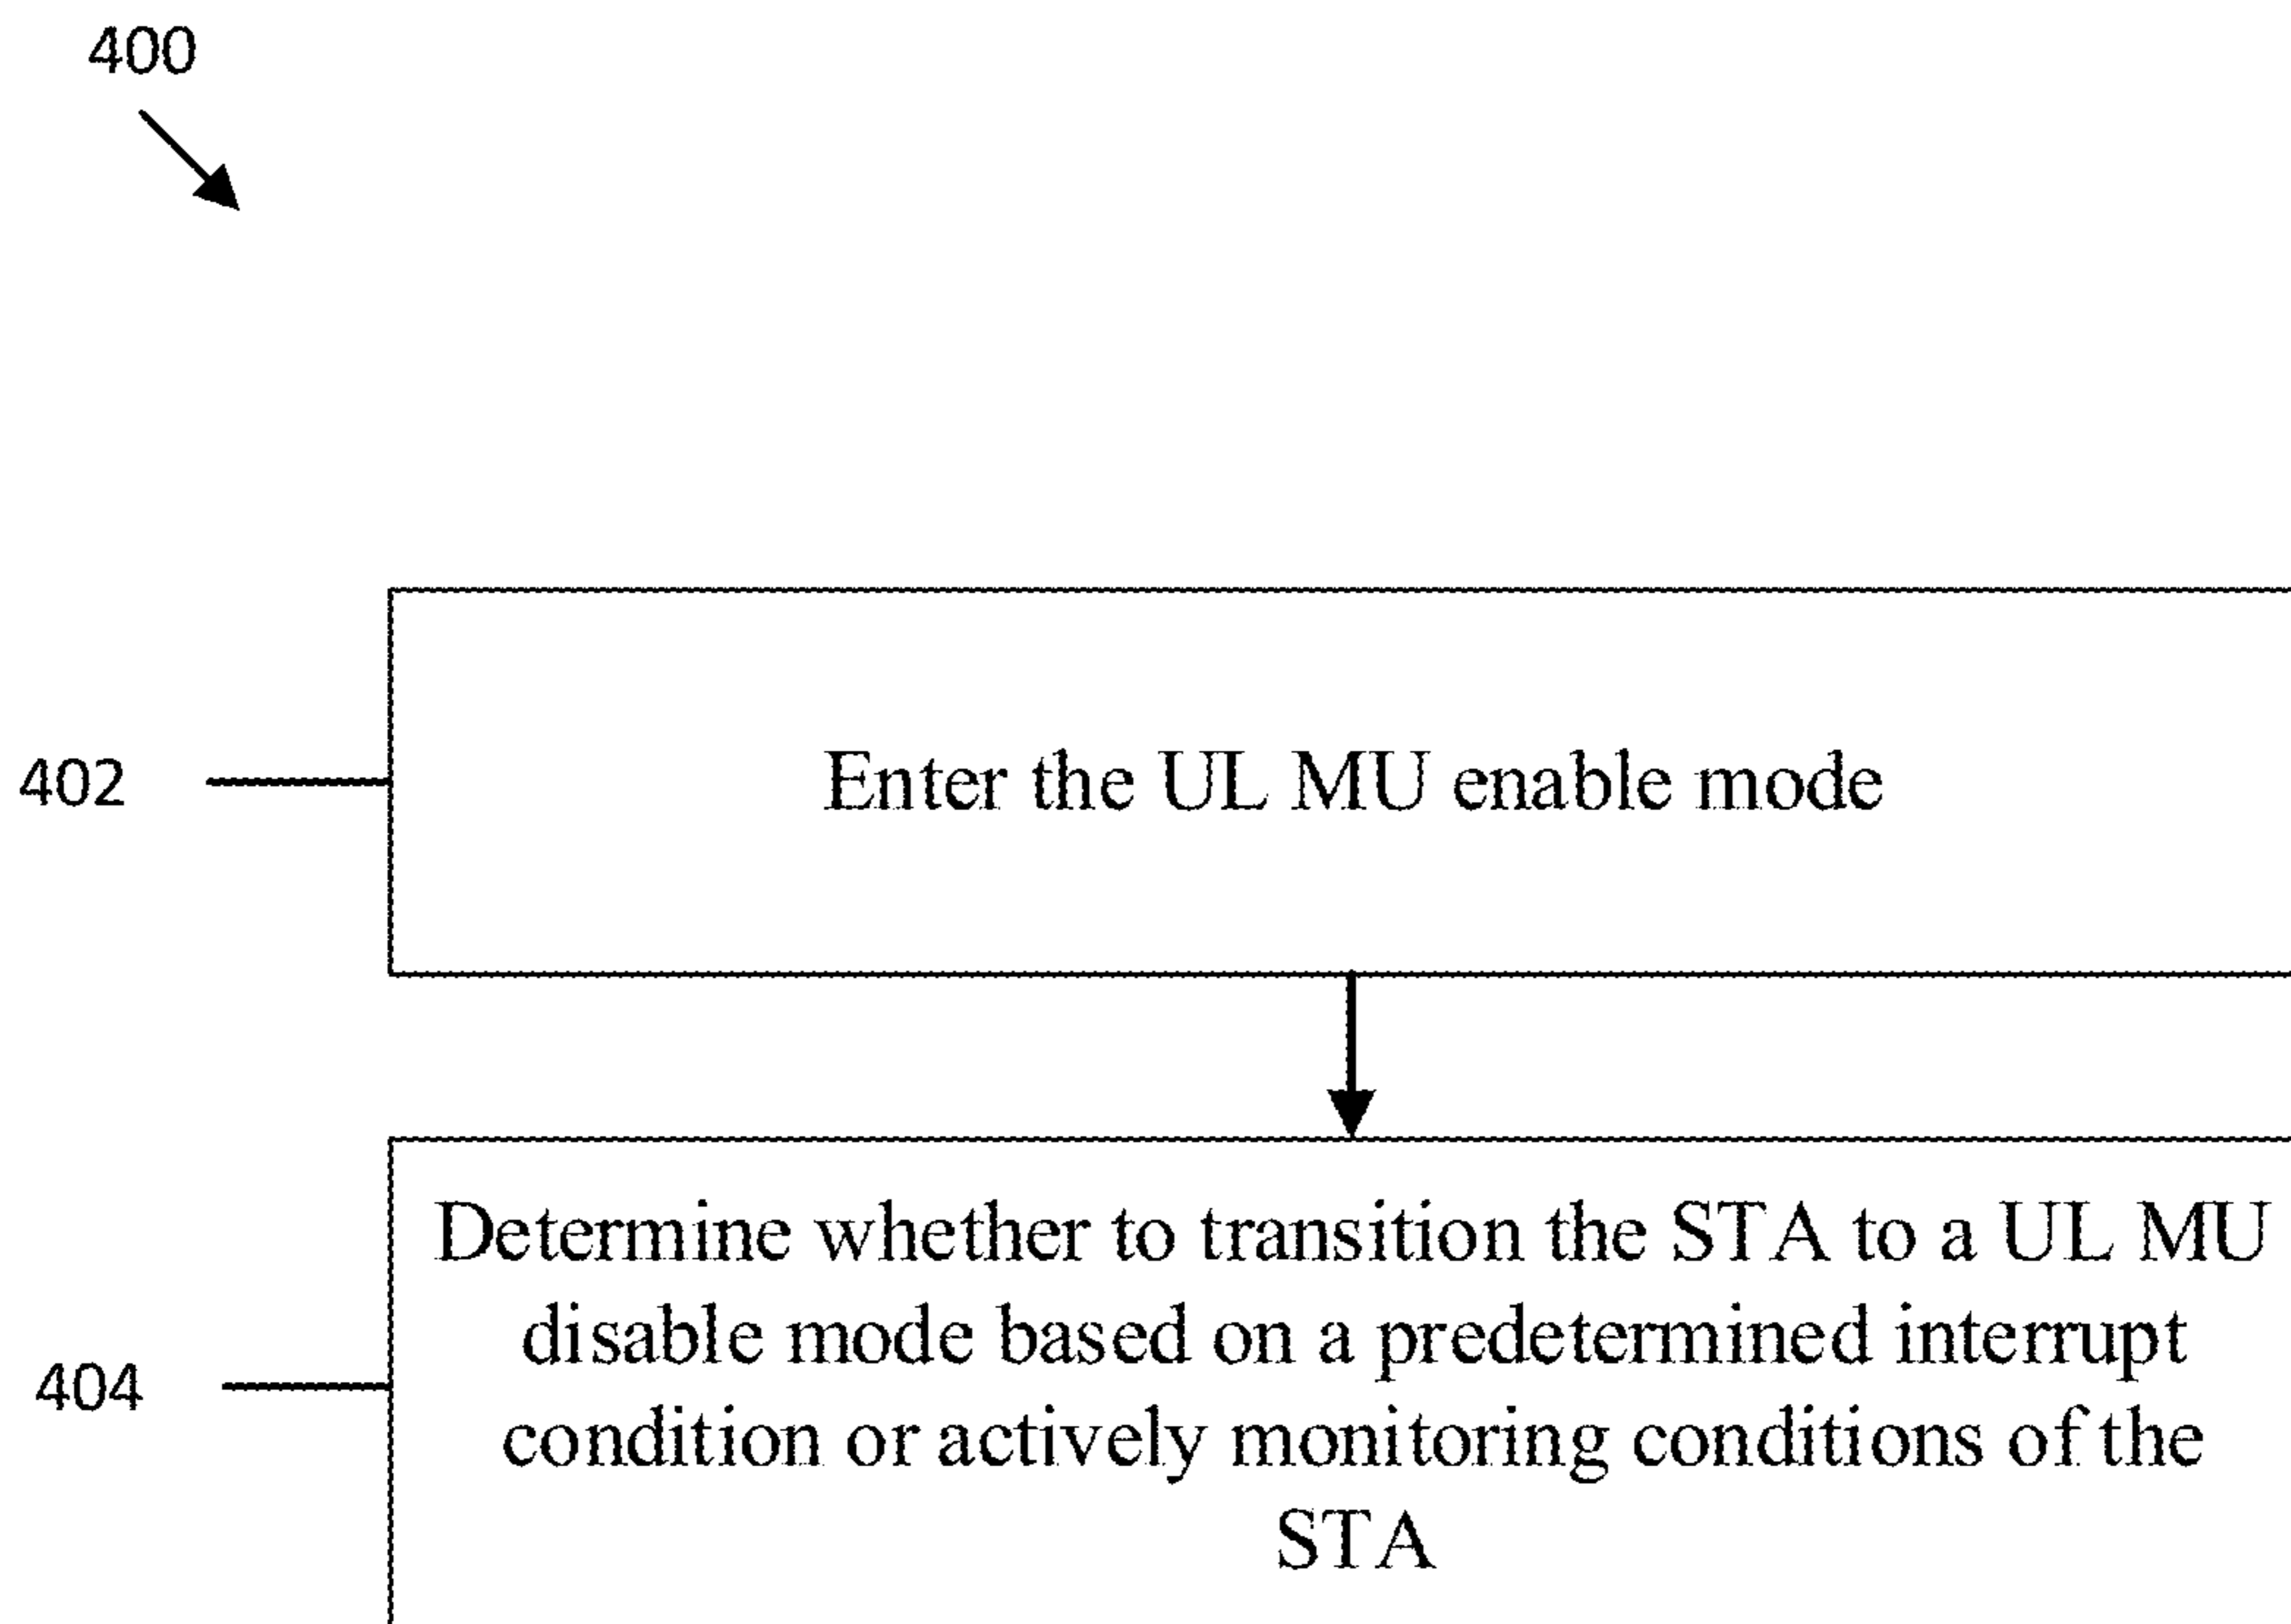 400
402
Enter the UL MU enable mode
404
Determine whether to transition the STA to a UL MU
disable mode based on a predetermined interrupt
condition or actively monitoring conditions of the
STA